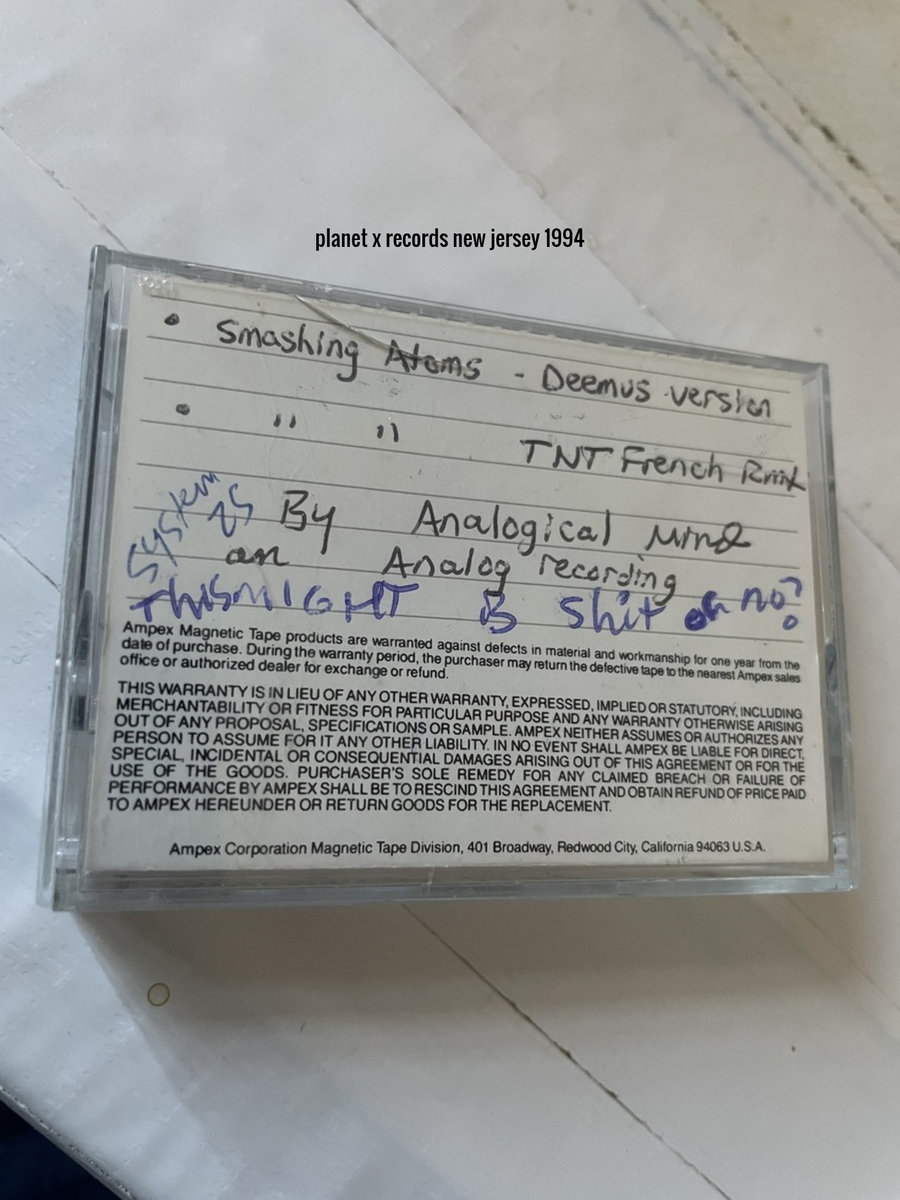 planet x records new jersey 1994
• Smashing Atoms - Deemus version
• " " TNT French Rmx
System
By Analogical Mind
an Analog recording
THISMIGHT B Shit oh no?
Ampex Magnetic Tape products are warranted against defects in material and workmanship for one year from the
date of purchase. During the warranty period, the purchaser may return the defective tape to the nearest Ampex sales
office or authorized dealer for exchange or refund.
THIS WARRANTY IS IN LIEU OF ANY OTHER WARRANTY, EXPRESSED, IMPLIED OR STATUTORY, INCLUDING
MERCHANTABILITY OR FITNESS FOR PARTICULAR PURPOSE AND ANY WARRANTY OTHERWISE ARISING
OUT OF ANY PROPOSAL, SPECIFICATIONS OR SAMPLE. AMPEX NEITHER ASSUMES OR AUTHORIZES ANY
PERSON TO ASSUME FOR IT ANY OTHER LIABILITY. IN NO EVENT SHALL AMPEX BE LIABLE FOR DIRECT,
SPECIAL, INCIDENTAL OR CONSEQUENTIAL DAMAGES ARISING OUT OF THIS AGREEMENT OR FOR THE
USE OF THE GOODS. PURCHASER'S SOLE REMEDY FOR ANY CLAIMED BREACH OR FAILURE OF
PERFORMANCE BY AMPEX SHALL BE TO RESCIND THIS AGREEMENT AND OBTAIN REFUND OF PRICE PAID
TO AMPEX HEREUNDER OR RETURN GOODS FOR THE REPLACEMENT.
Ampex Corporation Magnetic Tape Division, 401 Broadway, Redwood City, California 94063 U.S.A.